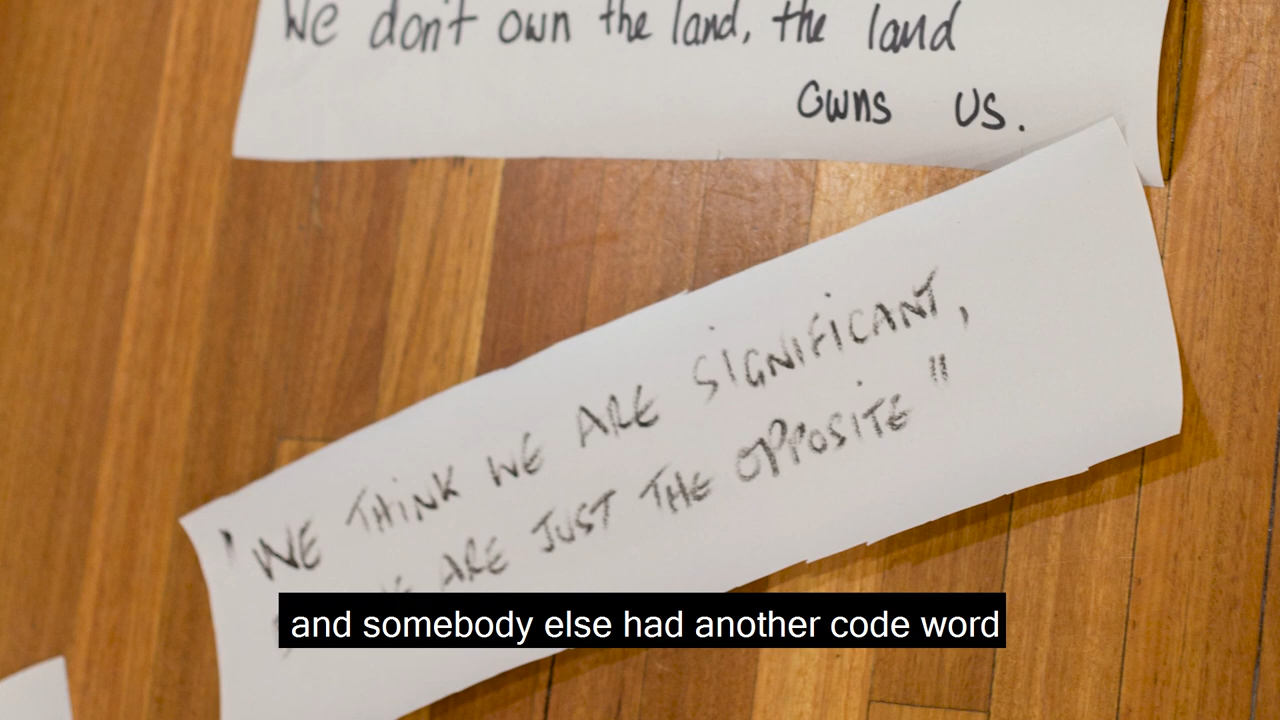 We don't own the land, the land
owns us.
"WE THINK WE ARE SIGNIFICANT,
ARE JUST THE OPPOSITE"
and somebody else had another code word